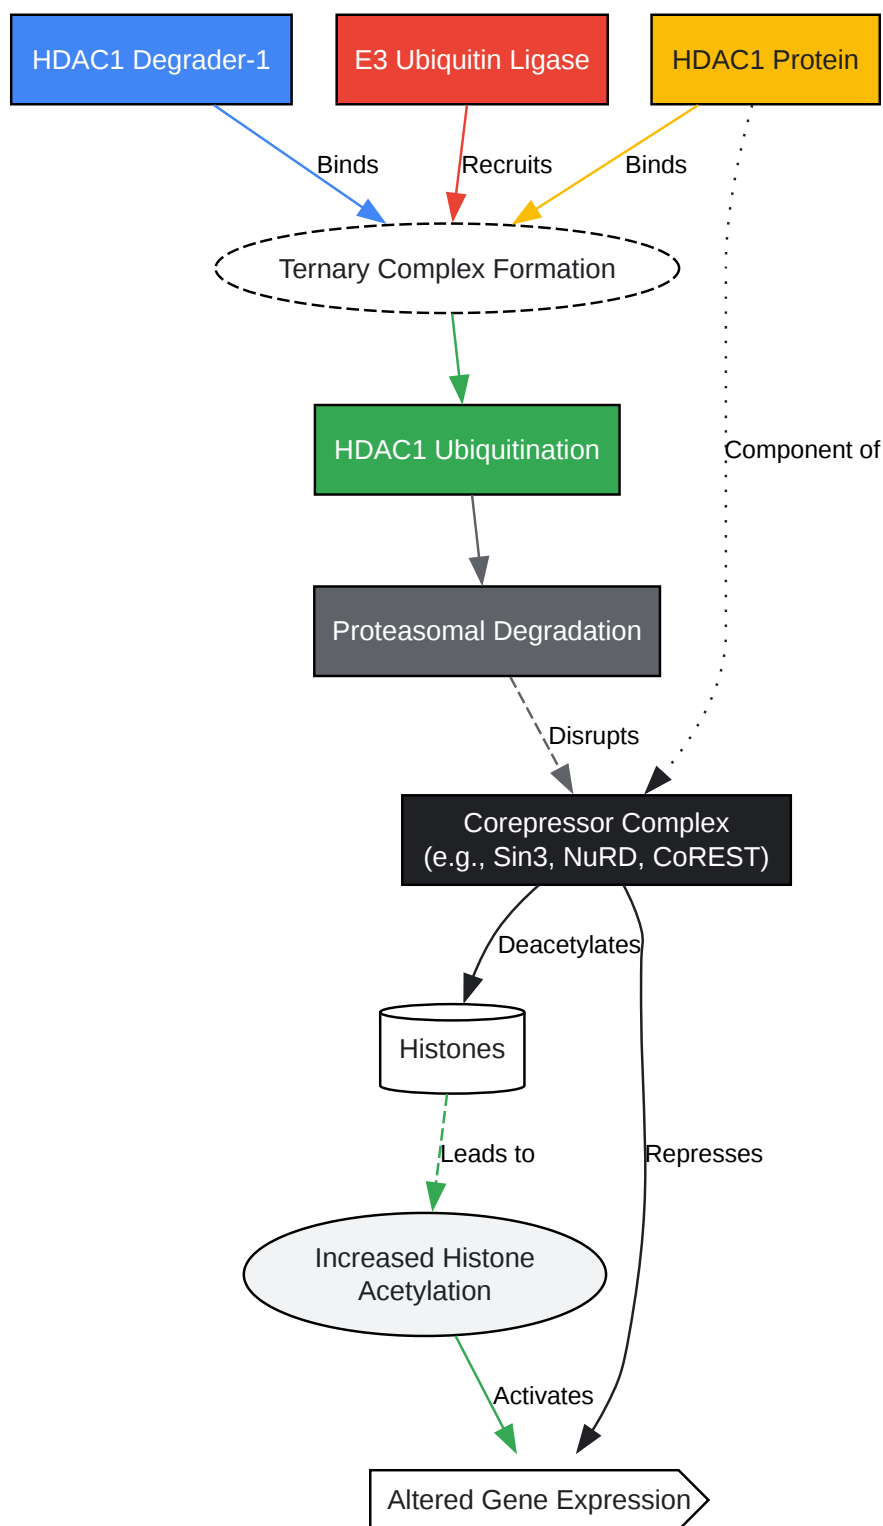 HDAC1 Degrader-1
E3 Ubiquitin Ligase
HDAC1 Protein
Binds
Recruits
Binds
Ternary Complex Formation
HDAC1 Ubiquitination
Component of
Proteasomal Degradation
Disrupts
Corepressor Complex
(e.g., Sin3, NuRD, CoREST)
Deacetylates
Histones
Leads to
Represses
Increased Histone
Acetylation
Activates
Altered Gene Expression